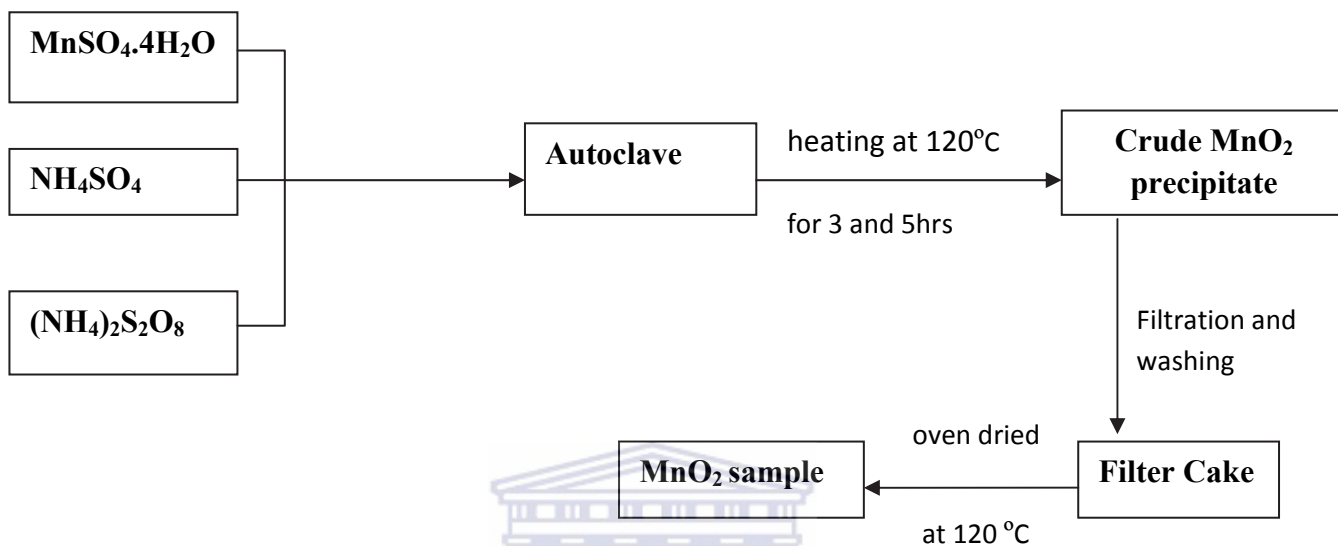 MnSO₄.4H₂O
NH₄SO₄
(NH₄)₂S₂O₈
Autoclave
heating at 120°C
for 3 and 5hrs
Crude MnO₂
precipitate
Filtration and
washing
Filter Cake
oven dried
at 120 °C
MnO₂ sample